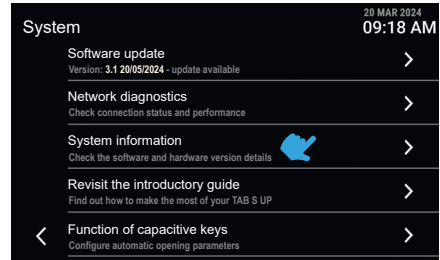 20 MAR 2024
System
09:18 AM
Software update
Version: 3.1 20/05/2024 - update available
Network diagnostics
Check connection status and performance
System information
Check the software and hardware version details
Revisit the introductory guide
Find out how to make the most of your TAB S UP
Function of capacitive keys
Configure automatic opening parameters